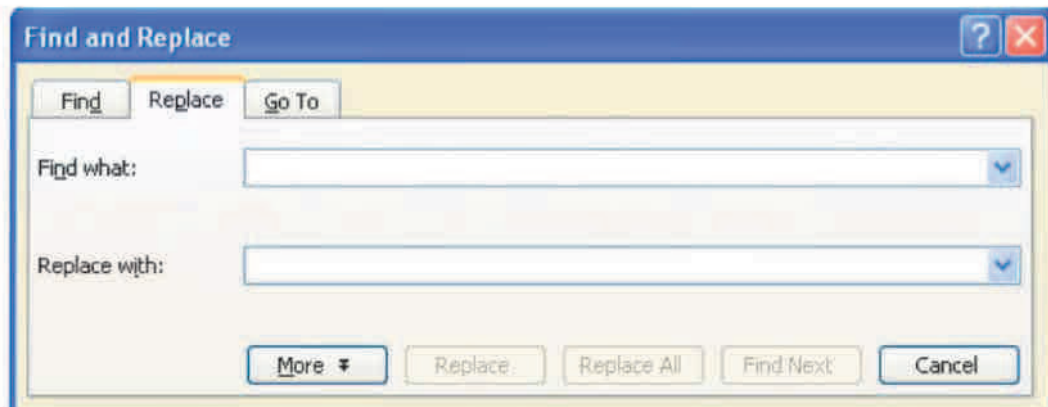 Find and Replace
Find Replace Go To
Find what:
Replace with:
More Replace Replace All Find Next Cancel